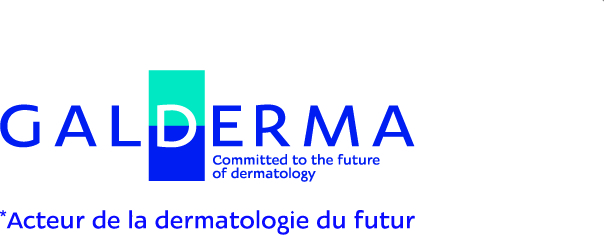 GALDERMA
Committed to the future
of dermatology
*Acteur de la dermatologie du futur